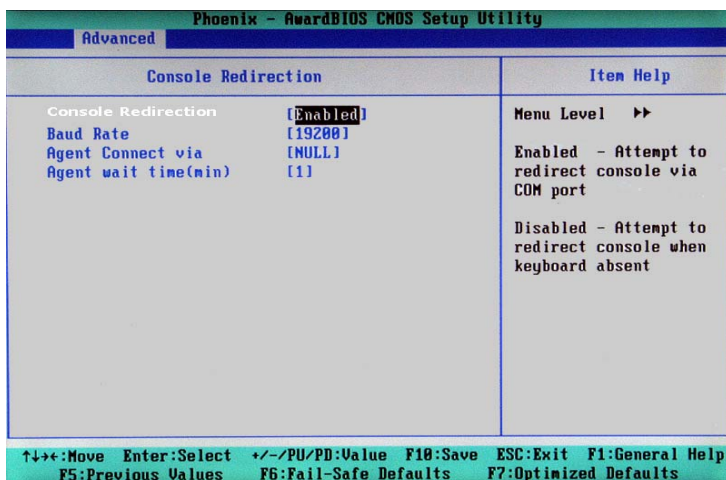 Phoenix - AwardBIOS CMOS Setup Utility
Advanced
Console Redirection
Item Help
Console Redirection [Enabled]
Baud Rate [19200]
Agent Connect via [NULL]
Agent wait time(min) [1]
Menu Level ►►
Enabled - Attempt to
redirect console via
COM port
Disabled - Attempt to
redirect console when
keyboard absent
↑↓→←:Move Enter:Select +/-/PU/PD:Value F10:Save ESC:Exit F1:General Help
F5:Previous Values F6:Fail-Safe Defaults F7:Optimized Defaults